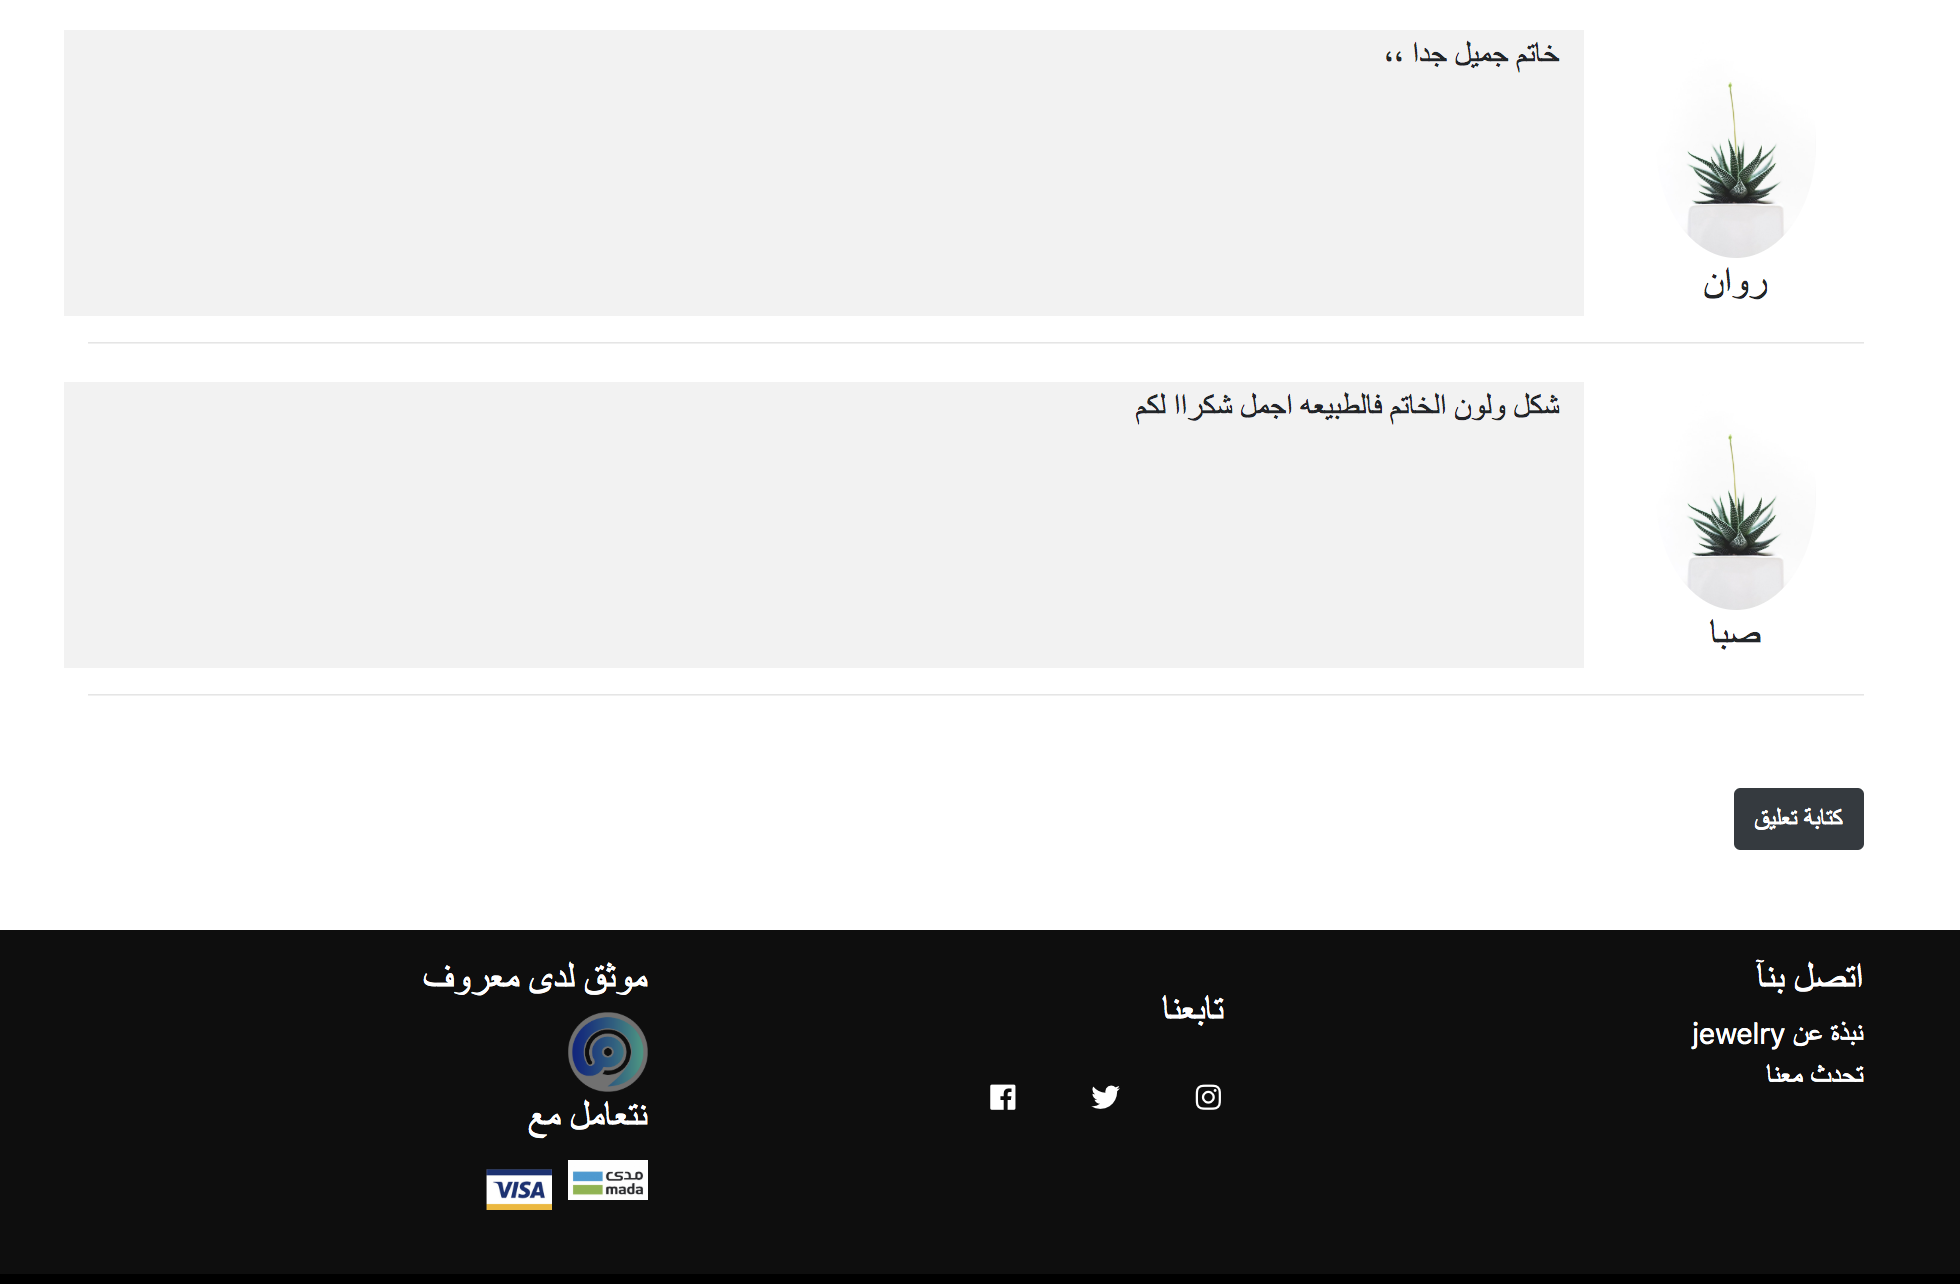 خاتم جميل جدا ،،
روان
شكل ولون الخاتم فالطبيعه اجمل شكراا لكم
صبا
كتابة تعليق
اتصل بنآ
نبذة عن jewelry
تحدث معنا
تابعنا
موثق لدى معروف
نتعامل مع
مدى
mada
VISA